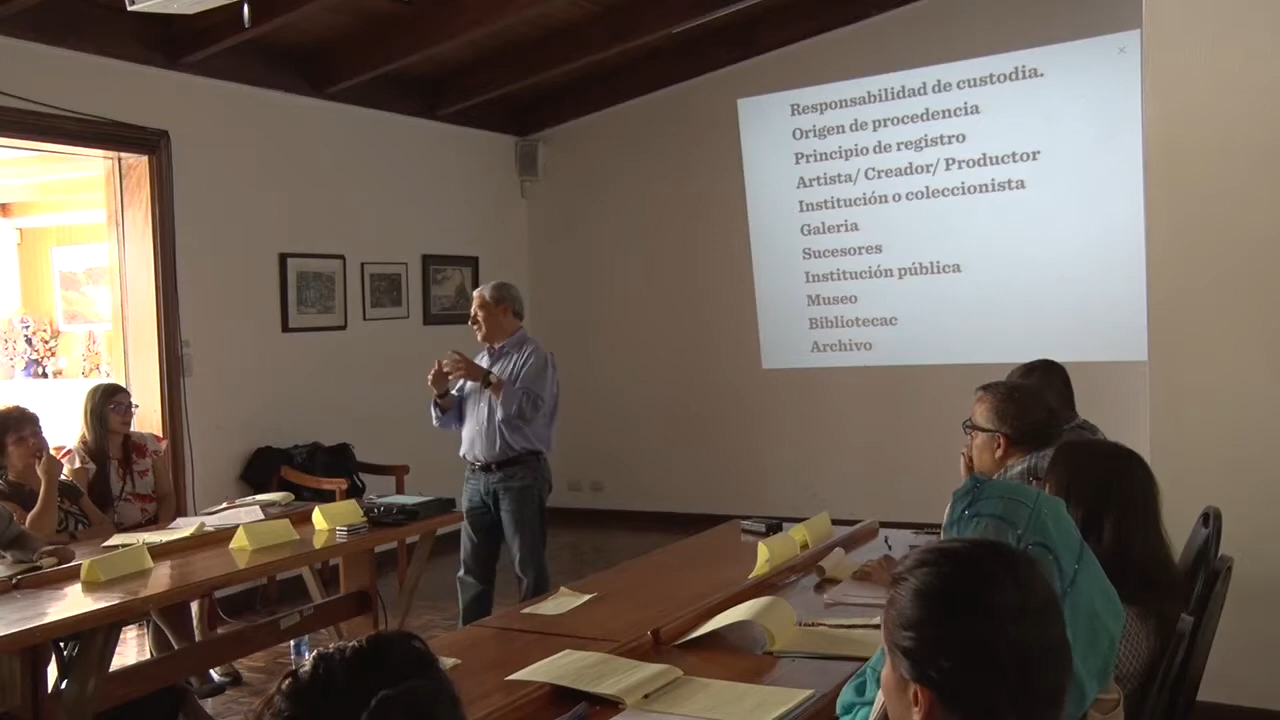 Responsabilidad de custodia.
Origen de procedencia
Principio de registro
Artista/ Creador/ Productor
Institución o coleccionista
Galeria
Sucesores
Institución pública
Museo
Bibliotecac
Archivo